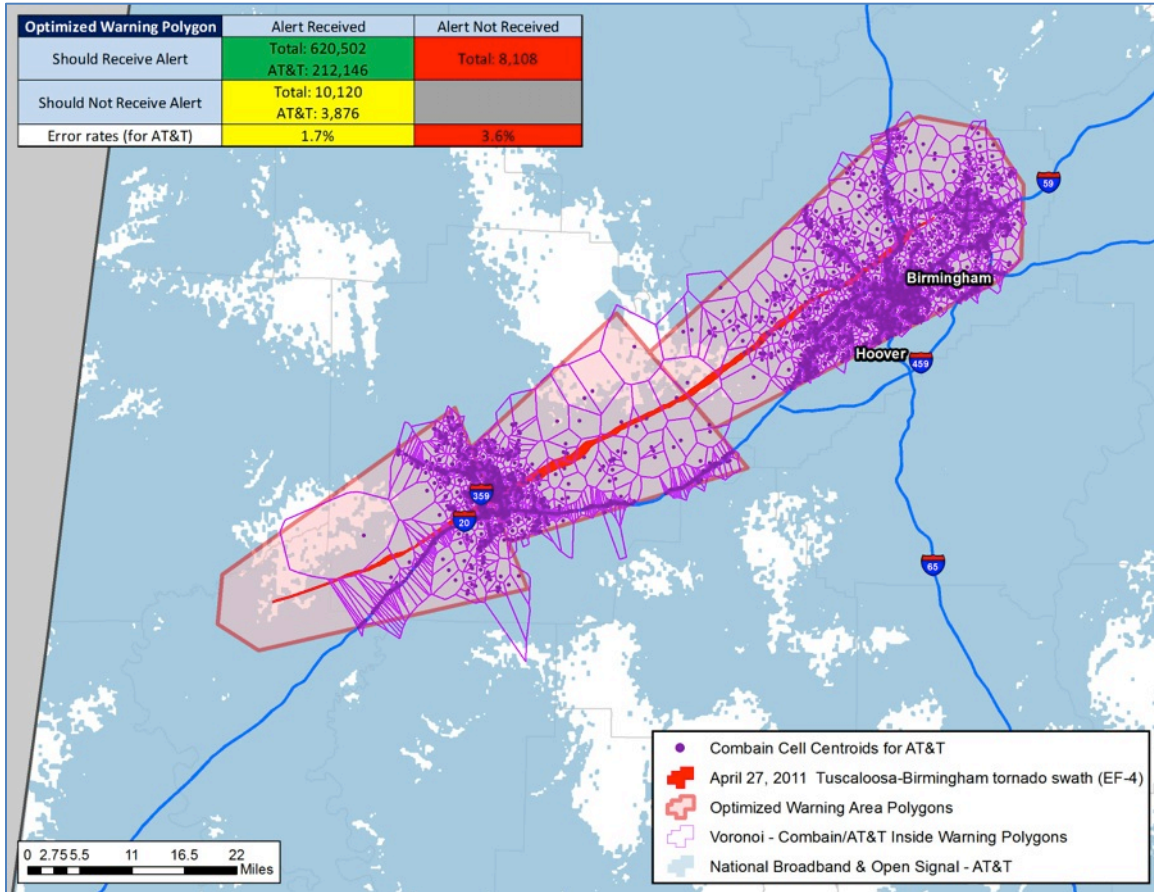 Optimized Warning Polygon Alert Received Alert Not Received
Should Receive Alert Total: 620,502 Total: 8,108
AT&T: 212,146
Should Not Receive Alert Total: 10,120
AT&T: 3,876
Error rates (for AT&T) 1.7% 3.6%
59
Birmingham
Hoover
459
359
20
65
Combain Cell Centroids for AT&T
April 27, 2011 Tuscaloosa-Birmingham tornado swath (EF-4)
Optimized Warning Area Polygons
Voronoi - Combain/AT&T Inside Warning Polygons
National Broadband & Open Signal - AT&T
0 2.75 5.5 11 16.5 22
Miles